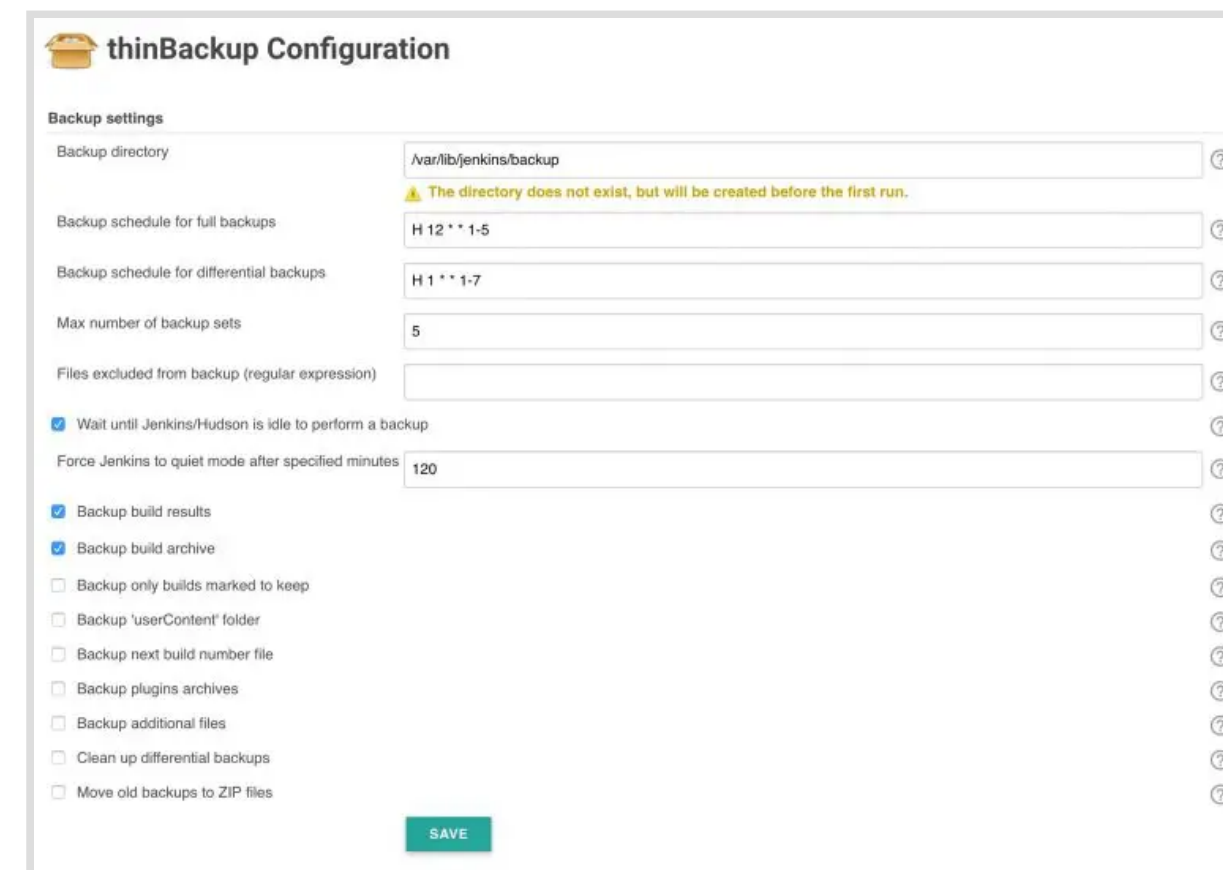 thinBackup Configuration
Backup settings
Backup directory
/var/lib/jenkins/backup
The directory does not exist, but will be created before the first run.
Backup schedule for full backups
H 12 * * 1-5
Backup schedule for differential backups
H 1 * * 1-7
Max number of backup sets
5
Files excluded from backup (regular expression)
Wait until Jenkins/Hudson is idle to perform a backup
Force Jenkins to quiet mode after specified minutes
120
Backup build results
Backup build archive
Backup only builds marked to keep
Backup 'userContent' folder
Backup next build number file
Backup plugins archives
Backup additional files
Clean up differential backups
Move old backups to ZIP files
SAVE